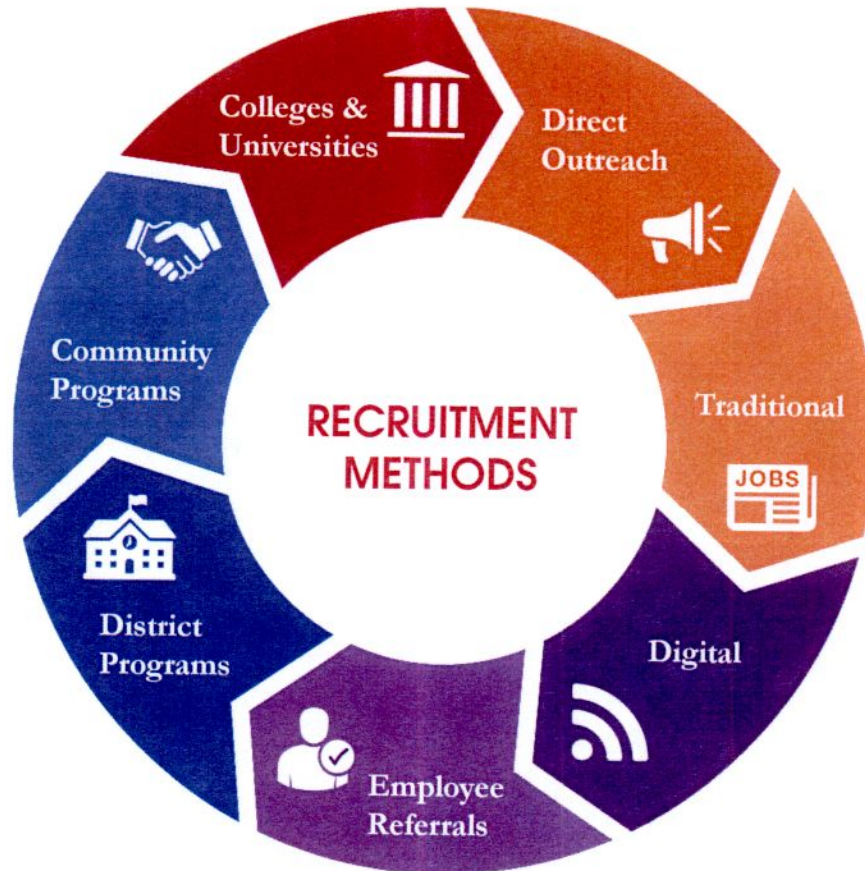 Colleges &
Universities
Direct
Outreach
Traditional
JOBS
Digital
Employee
Referrals
District
Programs
Community
Programs
RECRUITMENT
METHODS